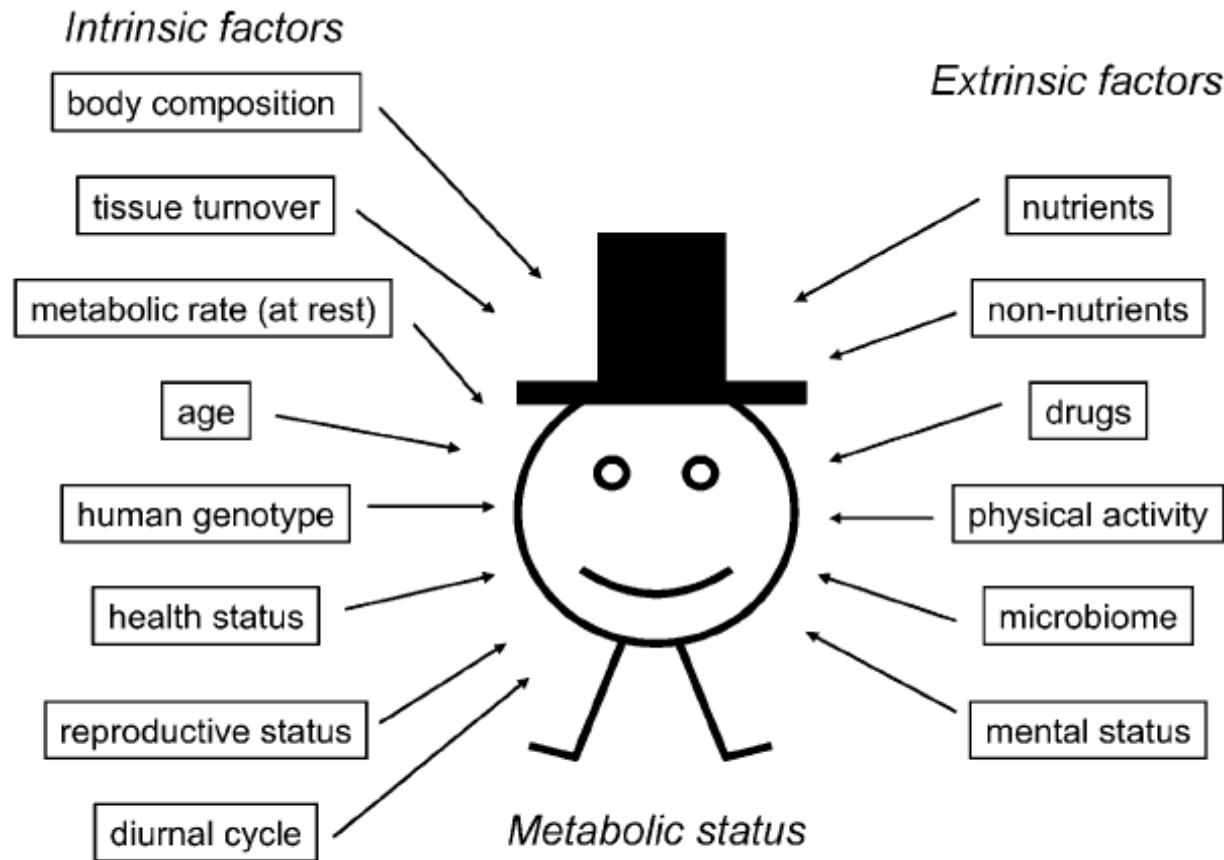 Intrinsic factors
body composition
tissue turnover
metabolic rate (at rest)
age
human genotype
health status
reproductive status
diurnal cycle
Extrinsic factors
nutrients
non-nutrients
drugs
physical activity
microbiome
mental status
Metabolic status